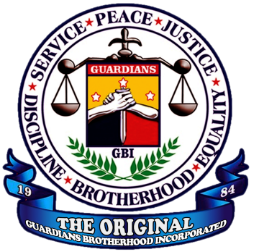 SERVICE★PEACE★JUSTICE
DISCIPLINE★BROTHERHOOD★EQUALITY
GUARDIANS
GBI
19 84
THE ORIGINAL
GUARDIANS BROTHERHOOD INCORPORATED